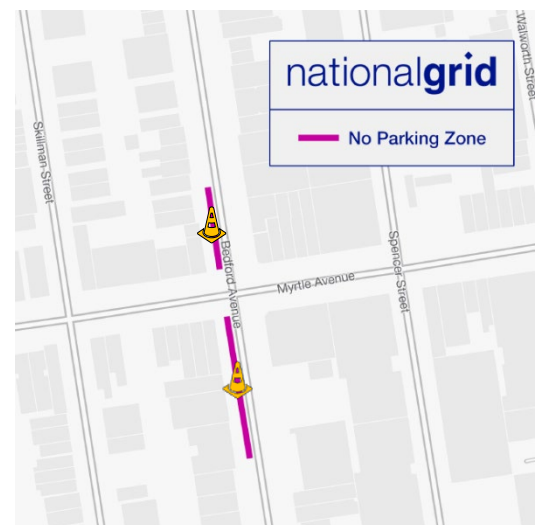 Walworth Street
nationalgrid
No Parking Zone
Skillman Street
Bedford Avenue
Spencer Street
Myrtle Avenue